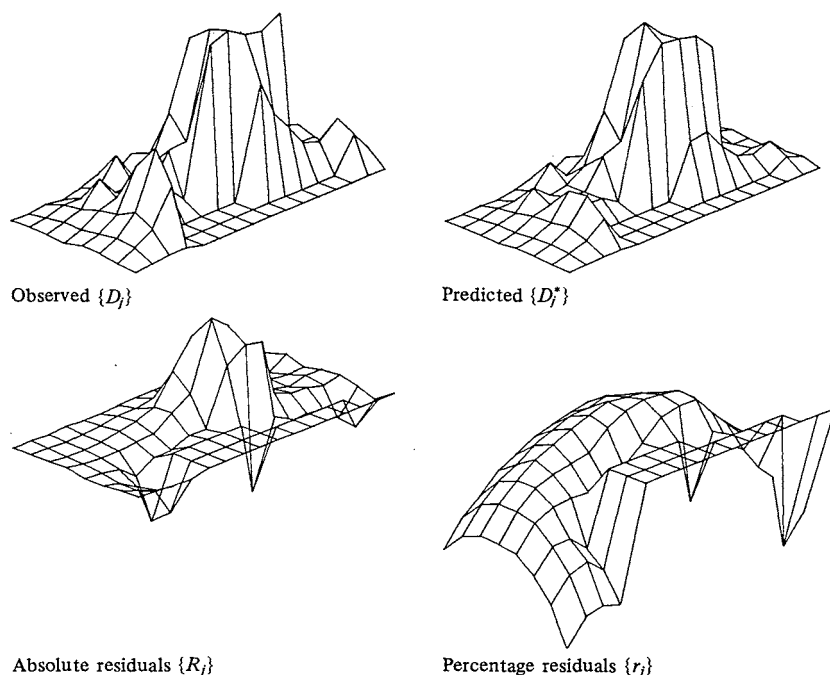 Observed {D_j}
Predicted {D_j^*}
Absolute residuals {R_j}
Percentage residuals {r_j}